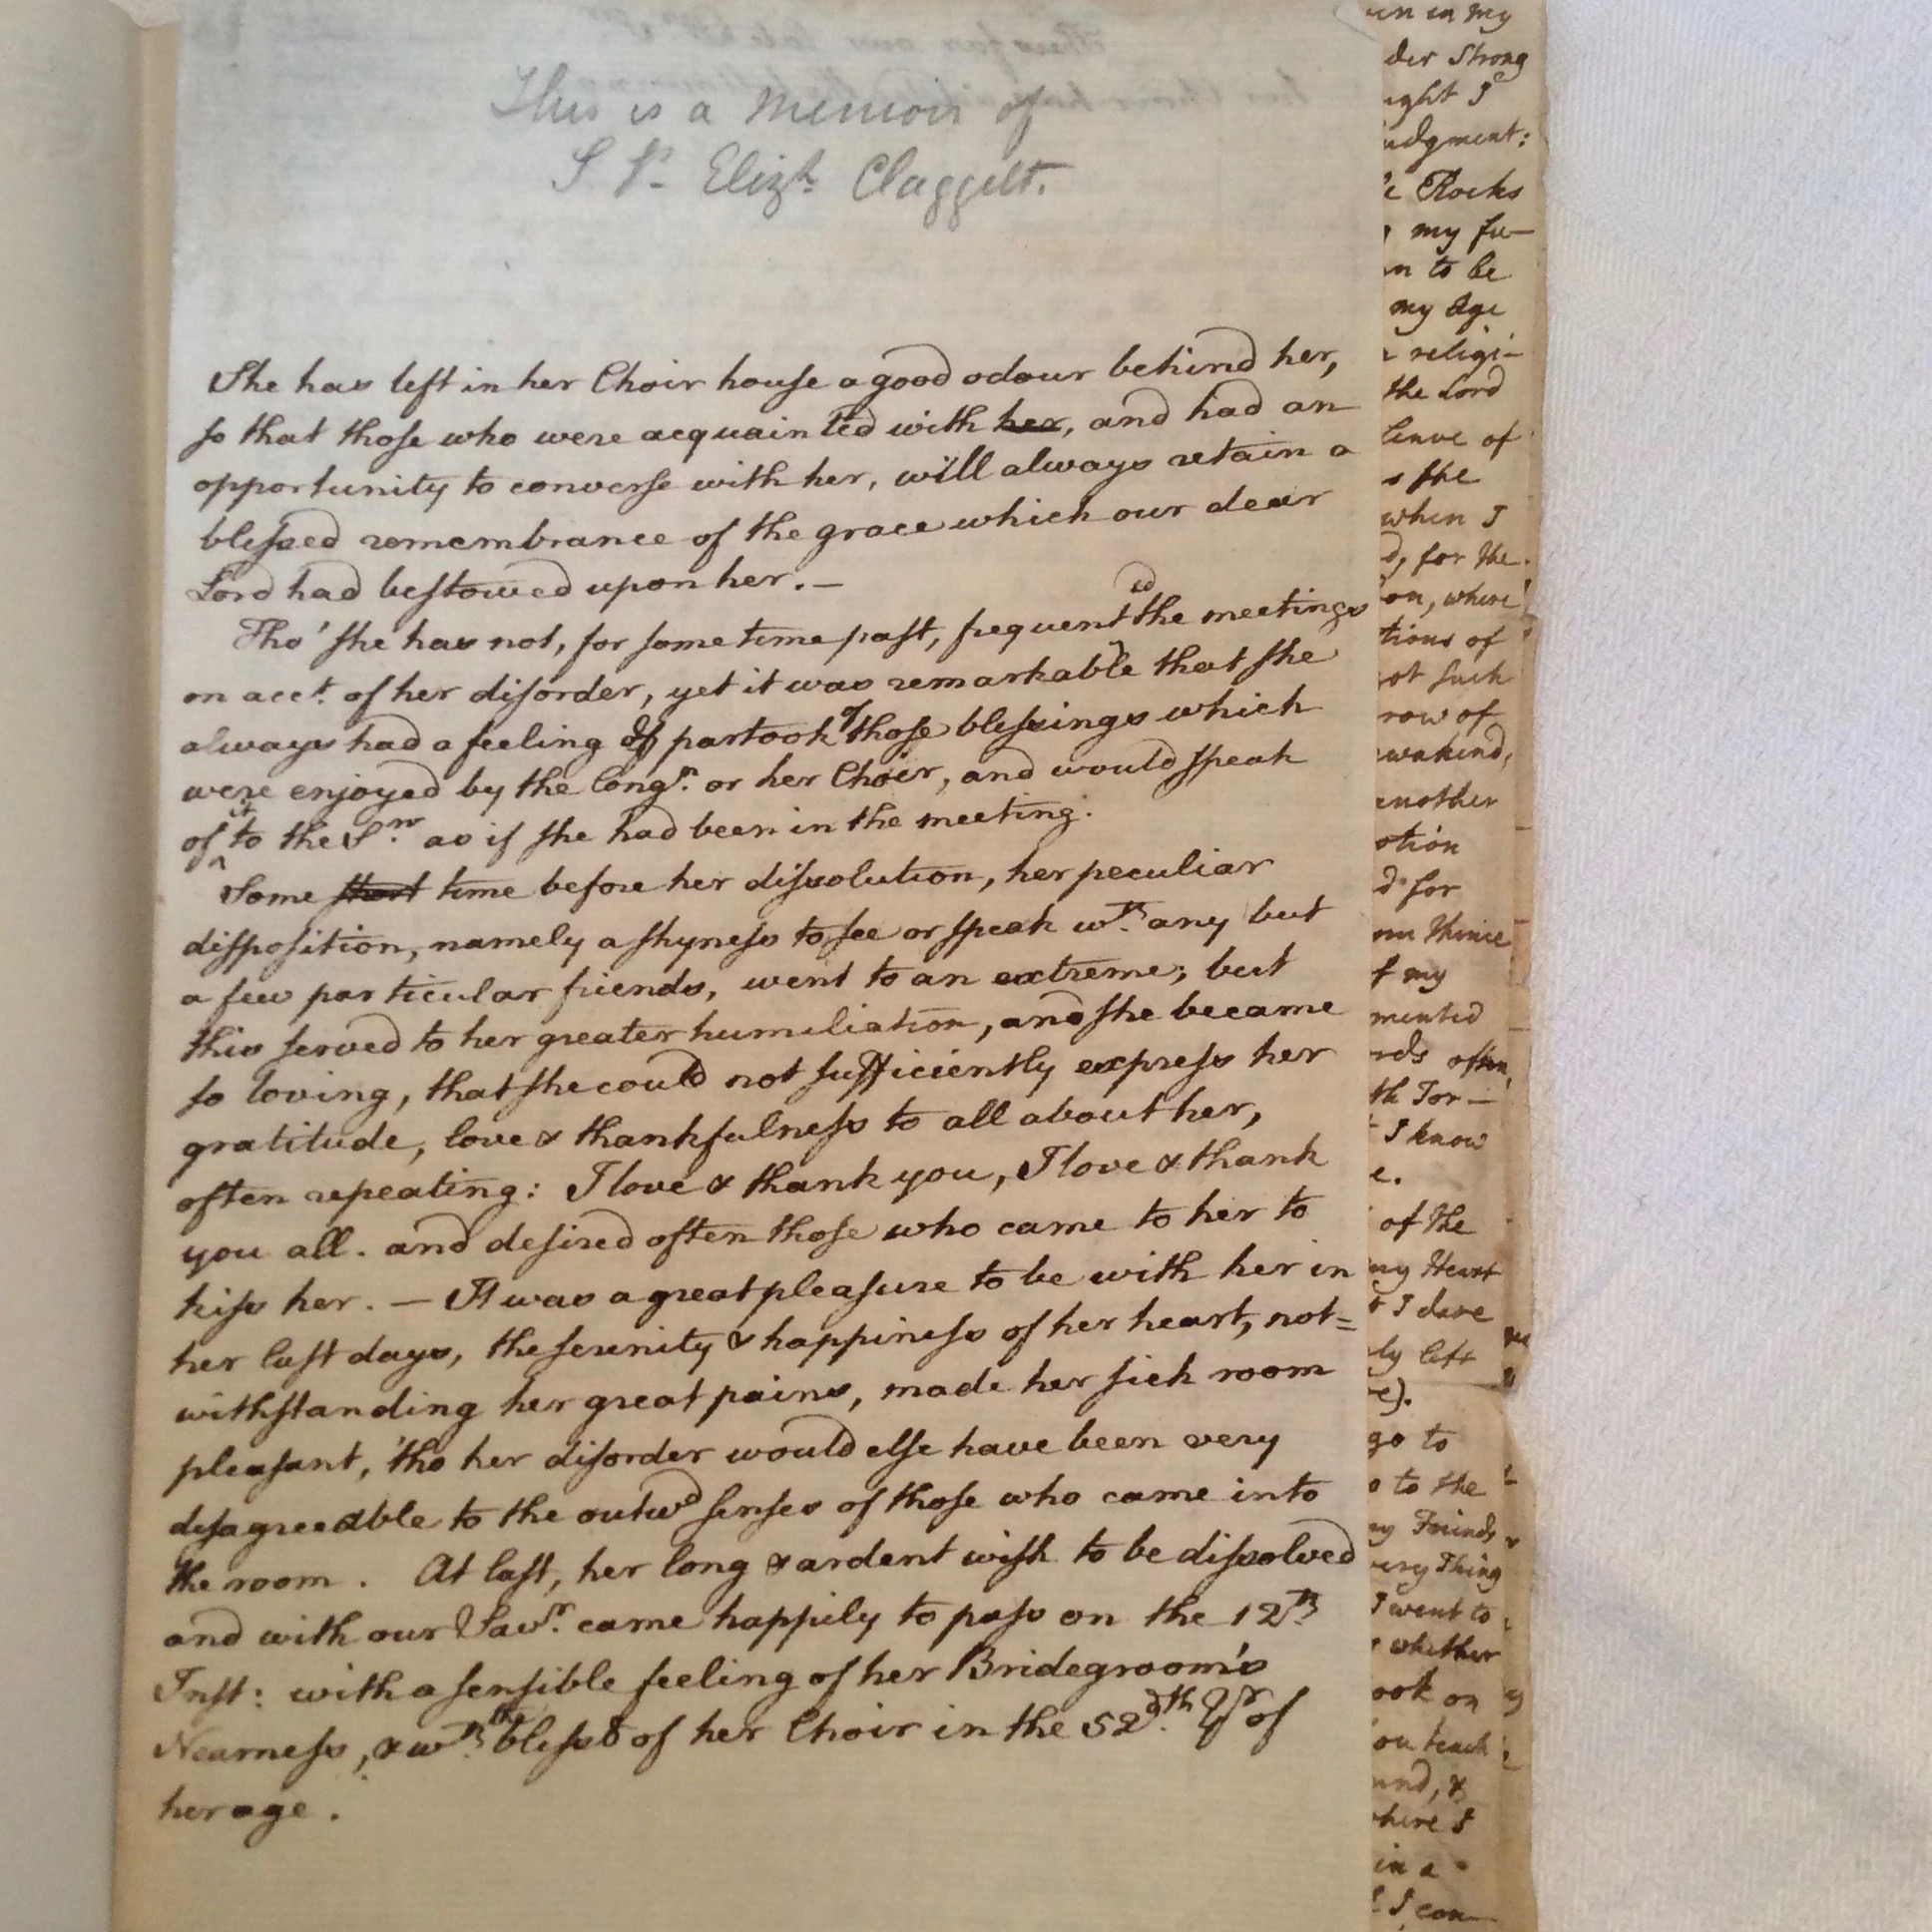 This is a Memoir of
S Sr. Elizh. Claggett.
She has left in her Choir house a good odour behind her,
so that those who were acquainted with her, and had an
opportunity to converse with her, will always retain a
blessed remembrance of the grace which our dear
Lord had bestowed upon her. —
Tho' she has not, for some time past, frequented the meetings
on acct. of her disorder, yet it was remarkable that she
always had a feeling & partook of those blessings which
were enjoyed by the Congn. or her Choir, and would speak
of it to the Srs. as if she had been in the meeting.
Some short time before her dissolution, her peculiar
disposition, namely a shyness to see or speak wth. any but
a few particular friends, went to an extreme; but
this served to her greater humiliation, and she became
so loving, that she could not sufficiently express her
gratitude, love & thankfulness to all about her,
often repeating: I love & thank you, I love & thank
you all. and desired often those who came to her to
kiss her. — It was a great pleasure to be with her in
her last days, the serenity & happiness of her heart, not=
withstanding her great pains, made her sick room
pleasant, 'tho her disorder would else have been very
disagreeable to the outwd senses of those who came into
the room. At last, her long & ardent wish to be dissolved
and with our Savr. came happily to pass on the 12th.
Inst: with a sensible feeling of her Bridegroom's
Nearness, & wth. the blessg of her Choir in the 52d. Yr of
her age.
my
der Strong
ught I
udgment:
Rocks
my fu—
to be
my Age
religi-
the Lord
leave of
the
when I
for the
on, where
tions of
ot such
row of
wakend,
another
otion
for
thence
f my
mented
rds often
th Tor—
I know
e.
of the
my Heart
I dare
ly left
e).
go to
to the
my Friends
very Thing
I went to
whether
ook on
ou teach
und, &
where I
in a
I can